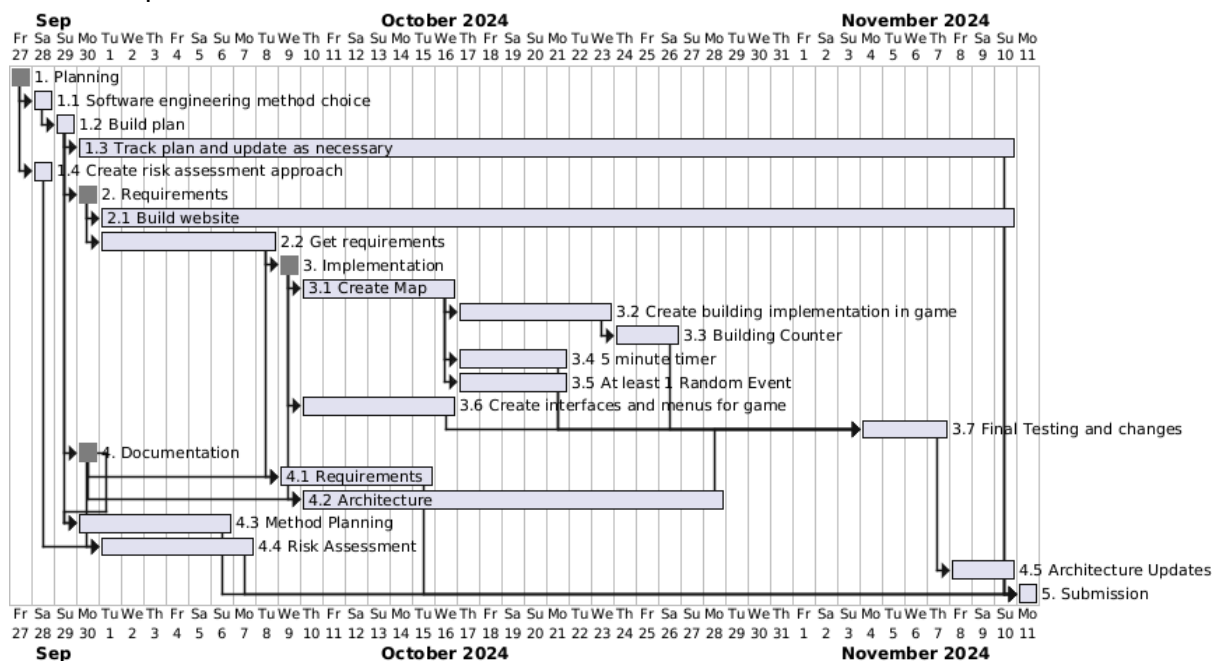 Sep October 2024 November 2024
Fr Sa Su Mo Tu We Th Fr Sa Su Mo Tu We Th Fr Sa Su Mo Tu We Th Fr Sa Su Mo Tu We Th Fr Sa Su Mo Tu We Th Fr Sa Su Mo Tu We Th Fr Sa Su Mo
27 28 29 30 1 2 3 4 5 6 7 8 9 10 11 12 13 14 15 16 17 18 19 20 21 22 23 24 25 26 27 28 29 30 31 1 2 3 4 5 6 7 8 9 10 11
1. Planning
1.1 Software engineering method choice
1.2 Build plan
1.3 Track plan and update as necessary
1.4 Create risk assessment approach
2. Requirements
2.1 Build website
2.2 Get requirements
3. Implementation
3.1 Create Map
3.2 Create building implementation in game
3.3 Building Counter
3.4 5 minute timer
3.5 At least 1 Random Event
3.6 Create interfaces and menus for game
3.7 Final Testing and changes
4. Documentation
4.1 Requirements
4.2 Architecture
4.3 Method Planning
4.4 Risk Assessment
4.5 Architecture Updates
5. Submission
Fr Sa Su Mo Tu We Th Fr Sa Su Mo Tu We Th Fr Sa Su Mo Tu We Th Fr Sa Su Mo Tu We Th Fr Sa Su Mo Tu We Th Fr Sa Su Mo Tu We Th Fr Sa Su Mo
27 28 29 30 1 2 3 4 5 6 7 8 9 10 11 12 13 14 15 16 17 18 19 20 21 22 23 24 25 26 27 28 29 30 31 1 2 3 4 5 6 7 8 9 10 11
Sep October 2024 November 2024